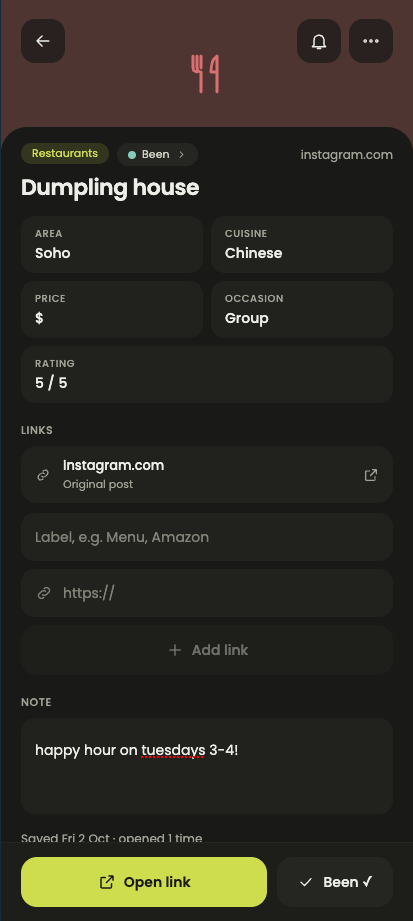 Restaurants
Been
instagram.com
Dumpling house
AREA
Soho
CUISINE
Chinese
PRICE
$
OCCASION
Group
RATING
5 / 5
LINKS
Instagram.com
Original post
Label, e.g. Menu, Amazon
https://
Add link
NOTE
happy hour on tuesdays 3-4!
Saved Fri 2 Oct · opened 1 time
Open link
Been ✓